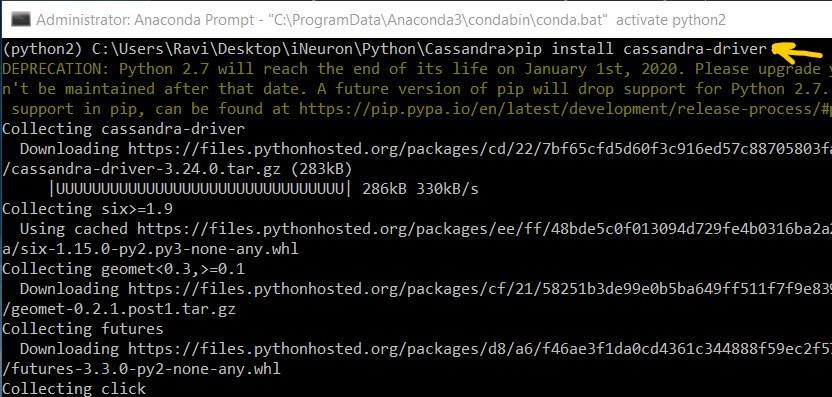 Administrator: Anaconda Prompt - "C:\ProgramData\Anaconda3\condabin\conda.bat" activate python2
(python2) C:\Users\Ravi\Desktop\iNeuron\Python\Cassandra>pip install cassandra-driver
DEPRECATION: Python 2.7 will reach the end of its life on January 1st, 2020. Please upgrade y
n't be maintained after that date. A future version of pip will drop support for Python 2.7.
support in pip, can be found at https://pip.pypa.io/en/latest/development/release-process/#p
Collecting cassandra-driver
Downloading https://files.pythonhosted.org/packages/cd/22/7bf65cfd5d60f3c916ed57c88705803fa
/cassandra-driver-3.24.0.tar.gz (283kB)
|UUUUUUUUUUUUUUUUUUUUUUUUUUUUUUUU| 286kB 330kB/s
Collecting six>=1.9
Using cached https://files.pythonhosted.org/packages/ee/ff/48bde5c0f013094d729fe4b0316ba2a2
a/six-1.15.0-py2.py3-none-any.whl
Collecting geomet<0.3,>=0.1
Downloading https://files.pythonhosted.org/packages/cf/21/58251b3de99e0b5ba649ff511f7f9e839
/geomet-0.2.1.post1.tar.gz
Collecting futures
Downloading https://files.pythonhosted.org/packages/d8/a6/f46ae3f1da0cd4361c344888f59ec2f5
/futures-3.3.0-py2-none-any.whl
Collecting click